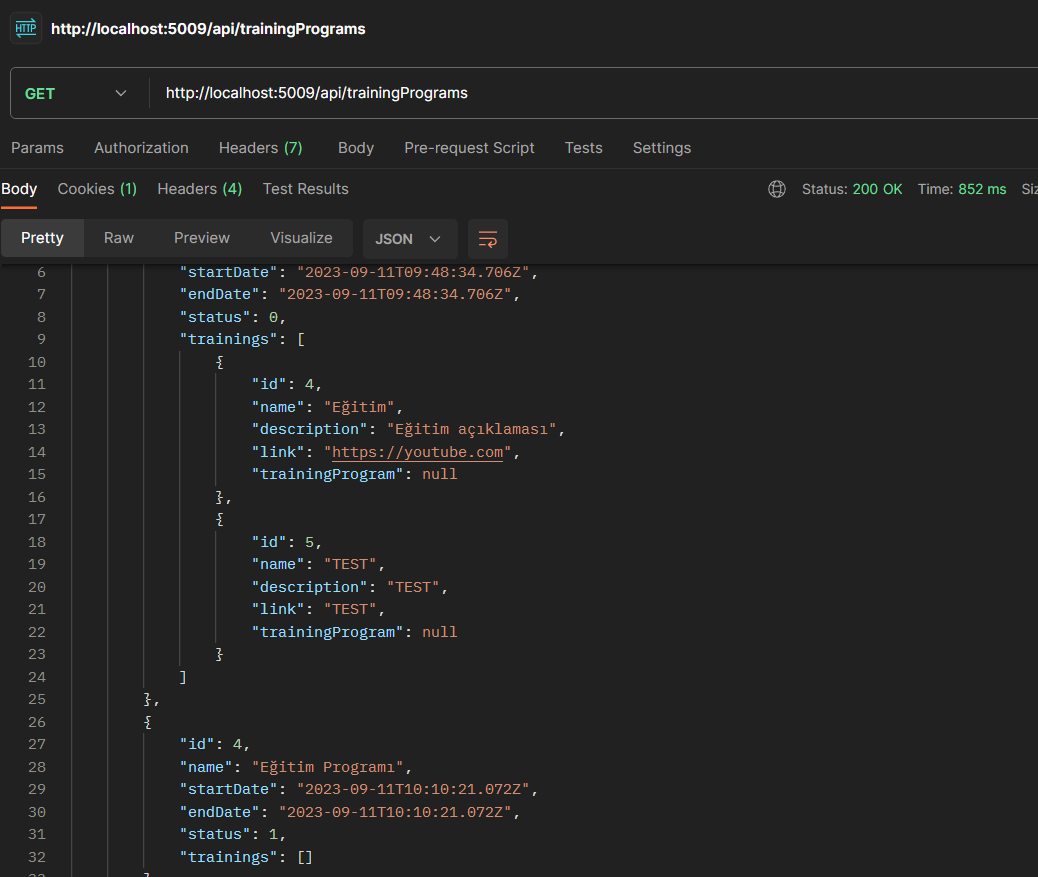 HTTP http://localhost:5009/api/trainingPrograms
GET http://localhost:5009/api/trainingPrograms
Params Authorization Headers (7) Body Pre-request Script Tests Settings
Body Cookies (1) Headers (4) Test Results Status: 200 OK Time: 852 ms
Pretty Raw Preview Visualize JSON
6 "startDate": "2023-09-11T09:48:34.706Z",
7 "endDate": "2023-09-11T09:48:34.706Z",
8 "status": 0,
9 "trainings": [
10 {
11 "id": 4,
12 "name": "Eğitim",
13 "description": "Eğitim açıklaması",
14 "link": "https://youtube.com",
15 "trainingProgram": null
16 },
17 {
18 "id": 5,
19 "name": "TEST",
20 "description": "TEST",
21 "link": "TEST",
22 "trainingProgram": null
23 }
24 ]
25 },
26 {
27 "id": 4,
28 "name": "Eğitim Programı",
29 "startDate": "2023-09-11T10:10:21.072Z",
30 "endDate": "2023-09-11T10:10:21.072Z",
31 "status": 1,
32 "trainings": []